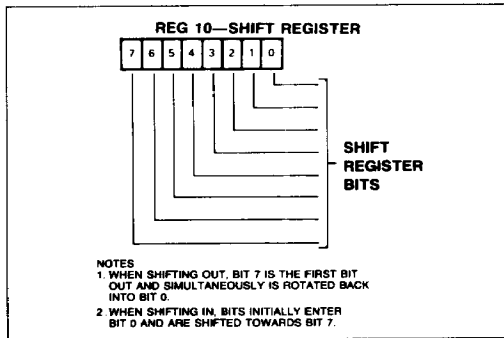 REG 10—SHIFT REGISTER
7 6 5 4 3 2 1 0
SHIFT
REGISTER
BITS
NOTES
1. WHEN SHIFTING OUT, BIT 7 IS THE FIRST BIT
OUT AND SIMULTANEOUSLY IS ROTATED BACK
INTO BIT 0.
2. WHEN SHIFTING IN, BITS INITIALLY ENTER
BIT 0 AND ARE SHIFTED TOWARDS BIT 7.